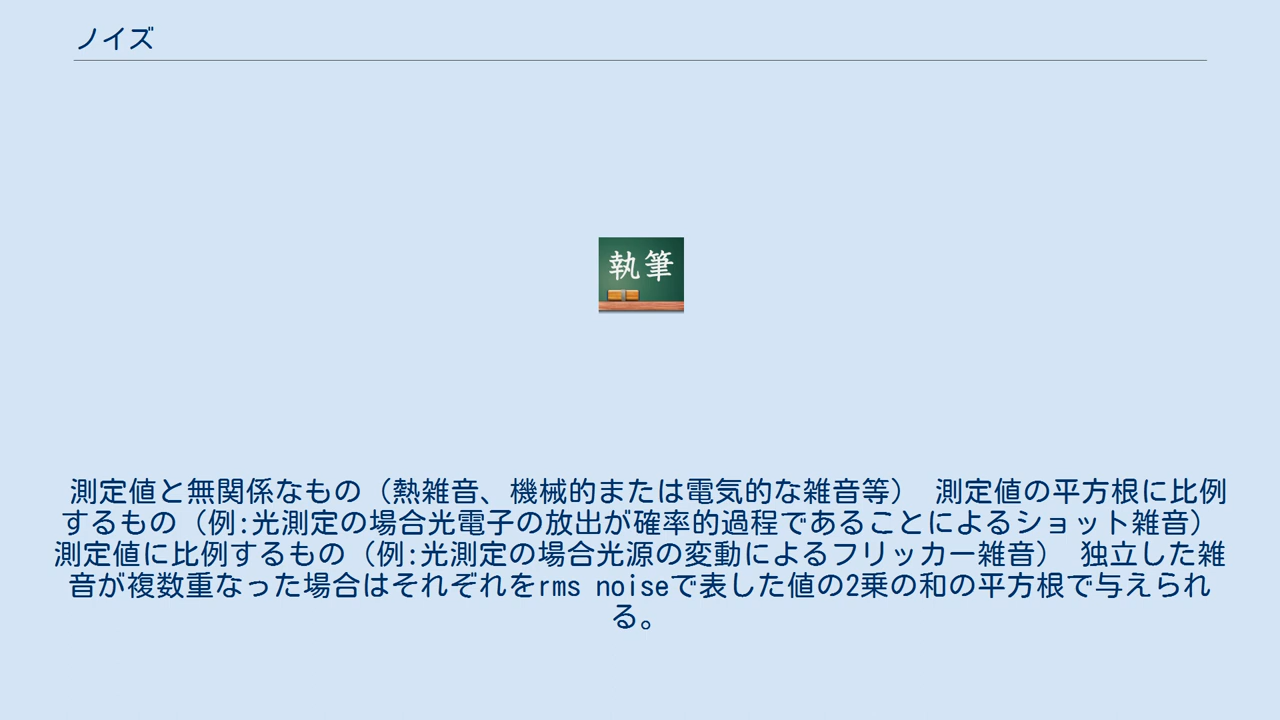 ノイズ
執筆
測定値と無関係なもの（熱雑音、機械的または電気的な雑音等） 測定値の平方根に比例
するもの（例:光測定の場合光電子の放出が確率的過程であることによるショット雑音）
測定値に比例するもの（例:光測定の場合光源の変動によるフリッカー雑音） 独立した雑
音が複数重なった場合はそれぞれをrms noiseで表した値の2乗の和の平方根で与えられ
る。